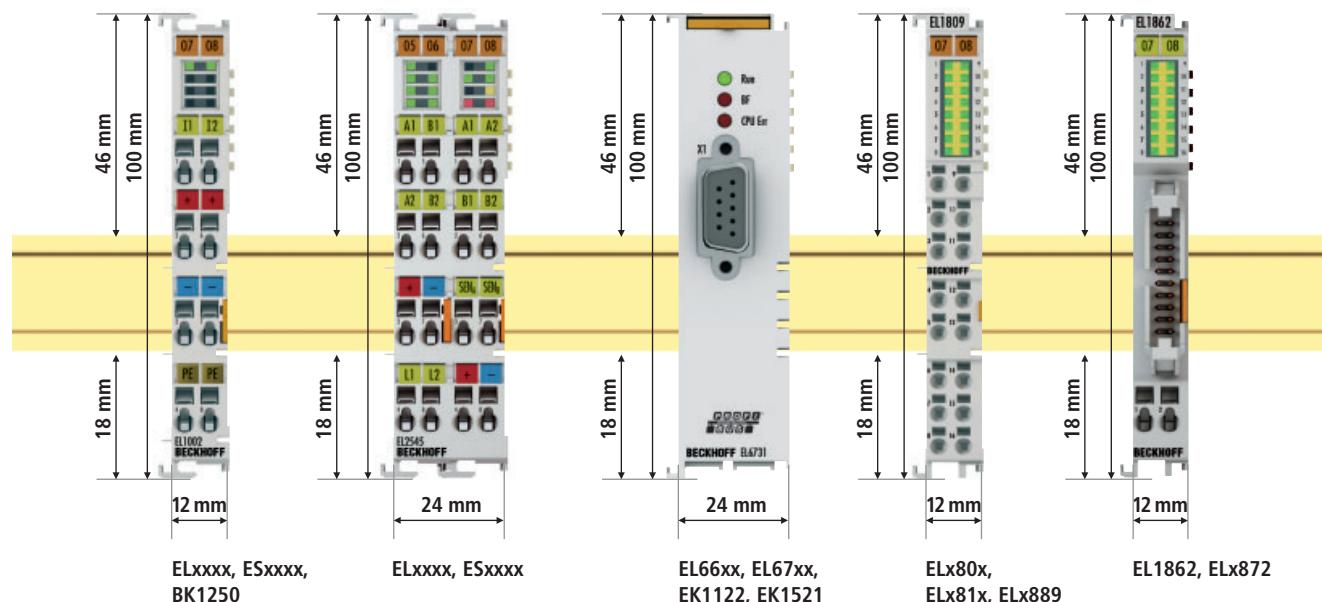 07 08
I1 I2
+ +
− −
PE PE
EL1002
BECKHOFF
46 mm
100 mm
18 mm
12 mm
ELxxxx, ESxxxx,
BK1250
05 06 07 08
A1 B1 A1 A2
A2 B2 B1 B2
+ −
L1 L2 + −
EL2545
BECKHOFF
46 mm
100 mm
18 mm
24 mm
ELxxxx, ESxxxx
Run
BF
CPU Err
X1
BECKHOFF EL6731
46 mm
100 mm
18 mm
24 mm
EL66xx, EL67xx,
EK1122, EK1521
EL1809
07 08
BECKHOFF
46 mm
100 mm
18 mm
12 mm
ELx80x,
ELx81x, ELx889
EL1862
07 08
BECKHOFF
46 mm
100 mm
18 mm
12 mm
EL1862, ELx872